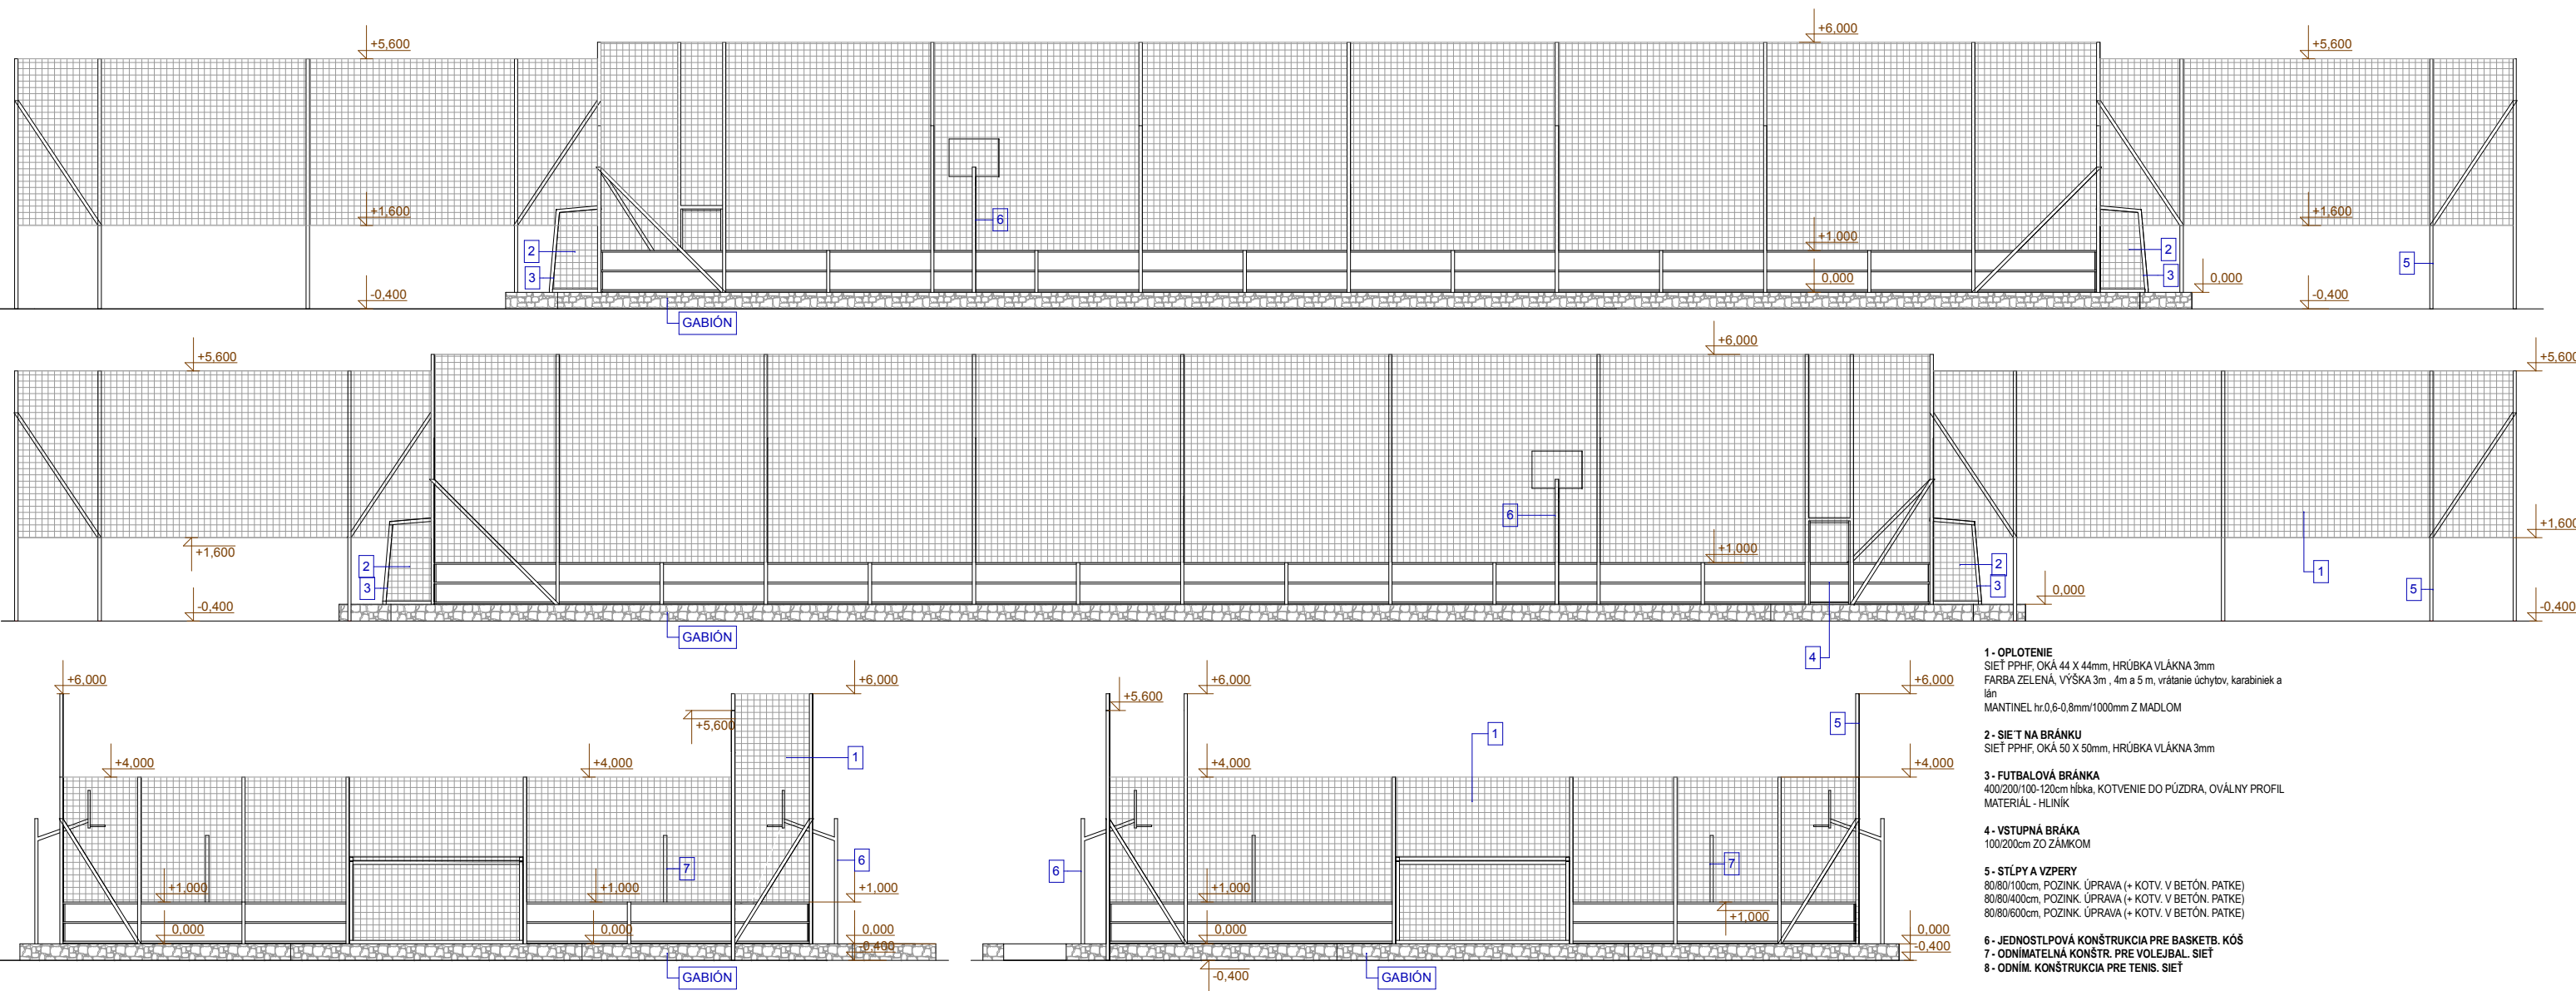 +5,600
+6,000
+5,600
+1,600
6
+1,600
2
+1,000
2
5
3
0,000
3
0,000
-0,400
-0,400
GABIÓN
+5,600
+6,000
+5,600
6
+1,600
+1,600
+1,000
2
2
1
3
3
5
-0,400
0,000
-0,400
GABIÓN
4
+6,000
+6,000
+5,600
+4,000
+4,000
1
7
6
+1,000
+1,000
+1,000
0,000
0,000
0,000
-0,400
GABIÓN
+6,000
+6,000
+5,600
5
1
+4,000
+4,000
6
7
+1,000
+1,000
0,000
0,000
-0,400
-0,400
GABIÓN
1 - OPLOTENIE
SIEŤ PPHF, OKÁ 44 X 44mm, HRÚBKA VLÁKNA 3mm
FARBA ZELENÁ, VÝŠKA 3m , 4m a 5 m, vrátanie úchytov, karabiniek a
lán
MANTINEL hr.0,6-0,8mm/1000mm Z MADLOM
2 - SIE´T NA BRÁNKU
SIEŤ PPHF, OKÁ 50 X 50mm, HRÚBKA VLÁKNA 3mm
3 - FUTBALOVÁ BRÁNKA
400/200/100-120cm hĺbka, KOTVENIE DO PÚZDRA, OVÁLNY PROFIL
MATERIÁL - HLINÍK
4 - VSTUPNÁ BRÁKA
100/200cm ZO ZÁMKOM
5 - STĹPY A VZPERY
80/80/100cm, POZINK. ÚPRAVA (+ KOTV. V BETÓN. PATKE)
80/80/400cm, POZINK. ÚPRAVA (+ KOTV. V BETÓN. PATKE)
80/80/600cm, POZINK. ÚPRAVA (+ KOTV. V BETÓN. PATKE)
6 - JEDNOSTLPOVÁ KONŠTRUKCIA PRE BASKETB. KÓŠ
7 - ODNÍMATELNÁ KONŠTR. PRE VOLEJBAL. SIEŤ
8 - ODNÍM. KONŠTRUKCIA PRE TENIS. SIEŤ